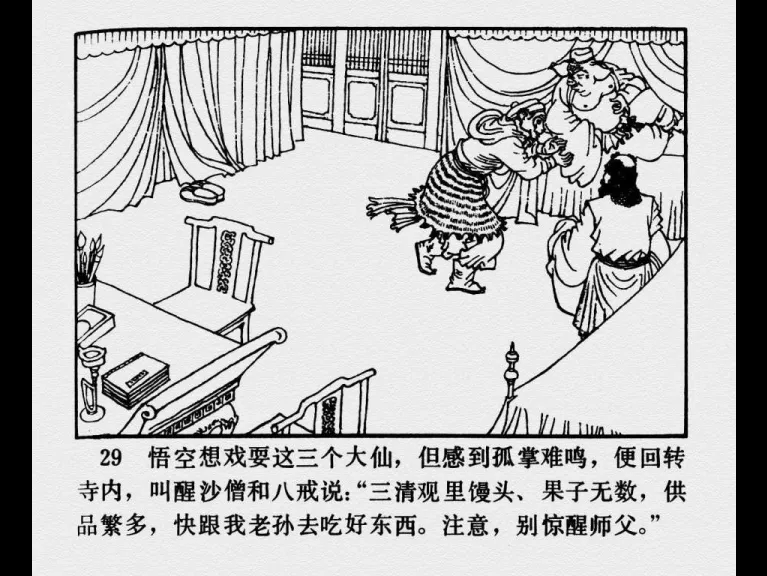 29 悟空想戏耍这三个大仙，但感到孤掌难鸣，便回转
寺内，叫醒沙僧和八戒说：“三清观里馒头、果子无数，供
品繁多，快跟我老孙去吃好东西。注意，别惊醒师父。”